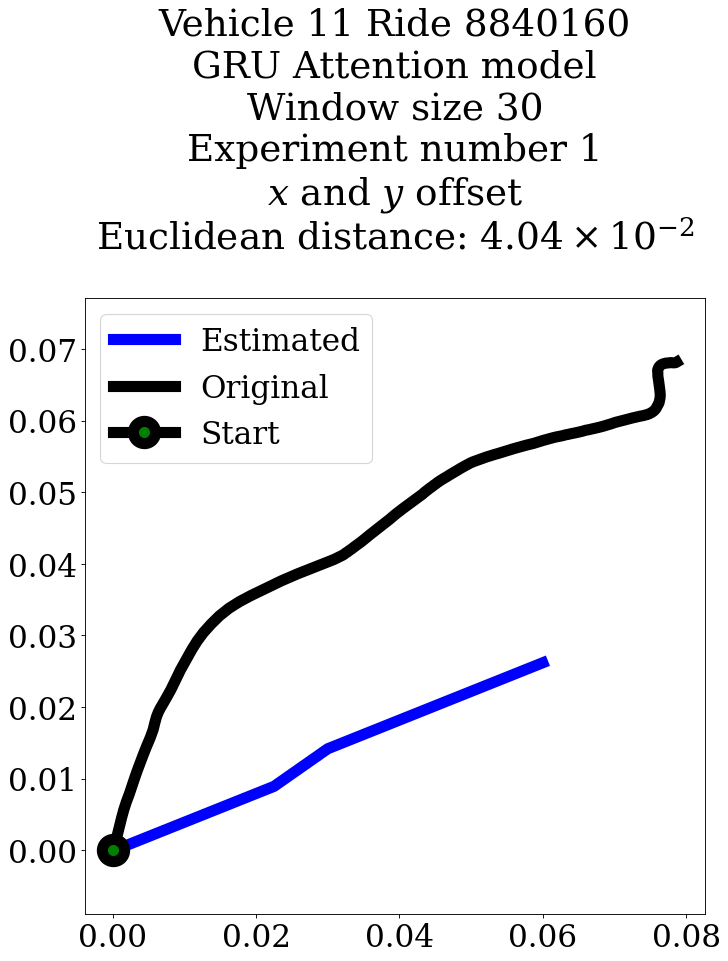 Vehicle 11 Ride 8840160
GRU Attention model
Window size 30
Experiment number 1
x and y offset
Euclidean distance: 4.04 × 10⁻²
Estimated
Original
Start
0.07
0.06
0.05
0.04
0.03
0.02
0.01
0.00
0.00 0.02 0.04 0.06 0.08